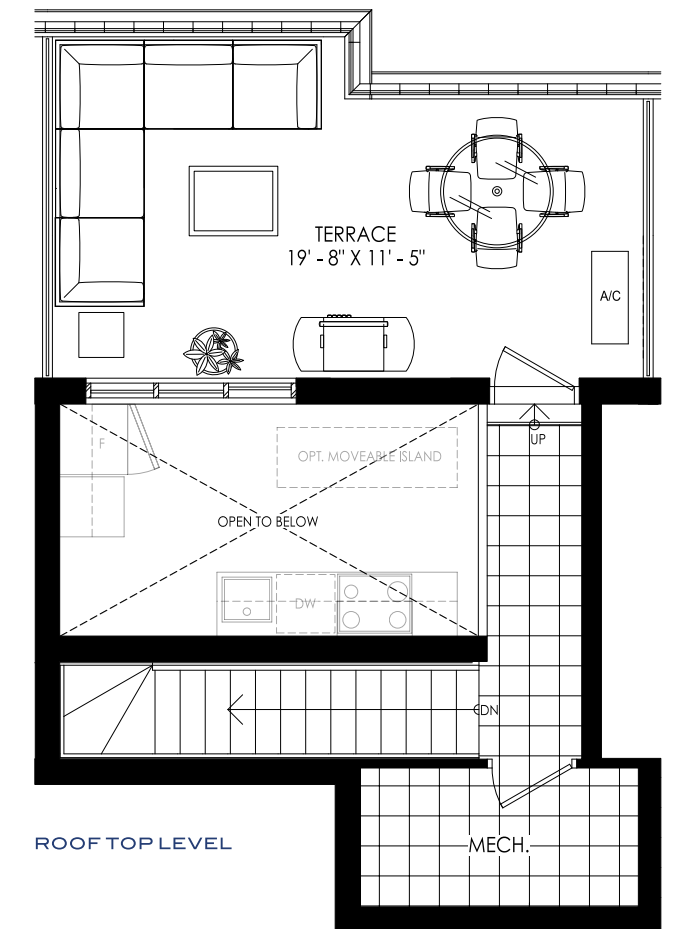 TERRACE
19' - 8" X 11' - 5"
A/C
UP
F
OPT. MOVEABLE ISLAND
OPEN TO BELOW
DW
DN
ROOF TOP LEVEL
MECH.